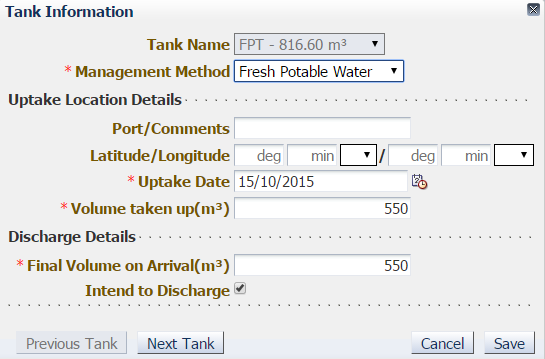 Tank Information
Tank Name FPT - 816.60 m³
* Management Method Fresh Potable Water
Uptake Location Details
Port/Comments
Latitude/Longitude deg min / deg min
* Uptake Date 15/10/2015
* Volume taken up(m³) 550
Discharge Details
* Final Volume on Arrival(m³) 550
Intend to Discharge
Previous Tank Next Tank Cancel Save